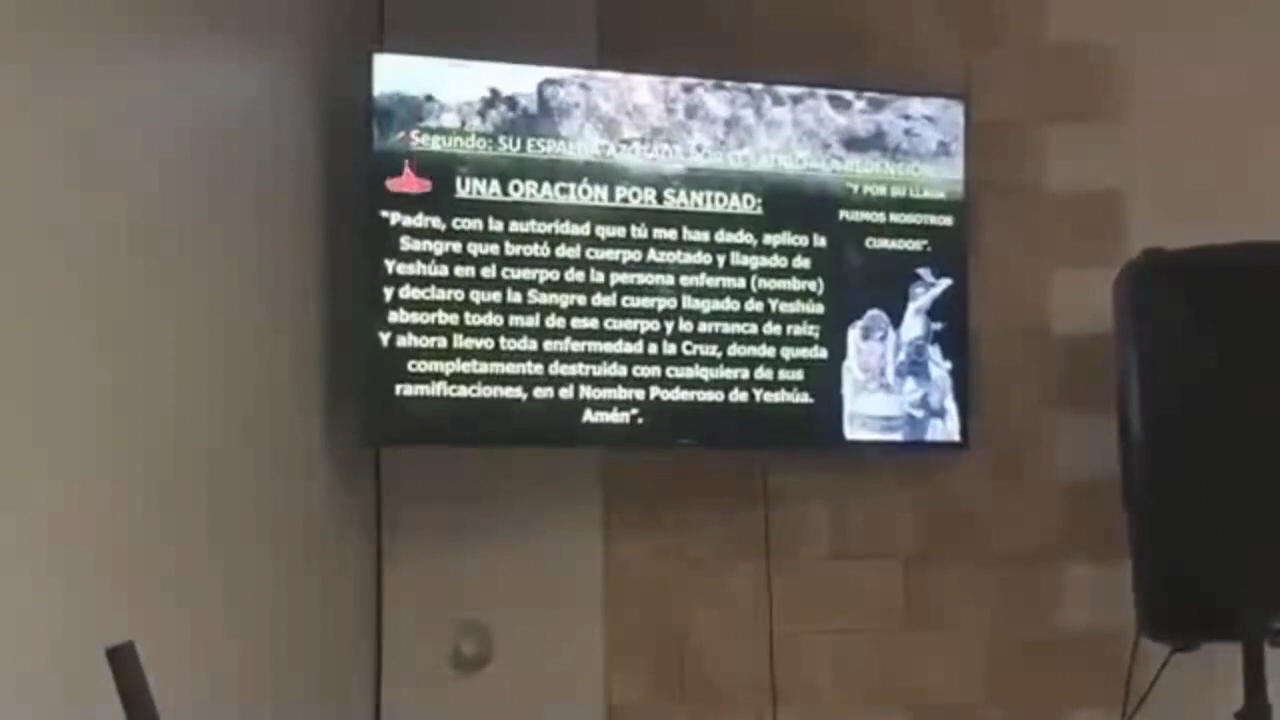 Segundo: SU ESPALDA AZOTADA
UNA ORACIÓN POR SANIDAD:
"Padre, con la autoridad que tú me has dado, aplico la
Sangre que brotó del cuerpo Azotado y llagado de
Yeshúa en el cuerpo de la persona enferma (nombre)
y declaro que la Sangre del cuerpo llagado de Yeshúa
absorbe todo mal de ese cuerpo y lo arranca de raíz;
Y ahora llevo toda enfermedad a la Cruz, donde queda
completamente destruida con cualquiera de sus
ramificaciones, en el Nombre Poderoso de Yeshúa.
Amén".
"Y POR SU LLAGA
FUIMOS NOSOTROS
CURADOS".